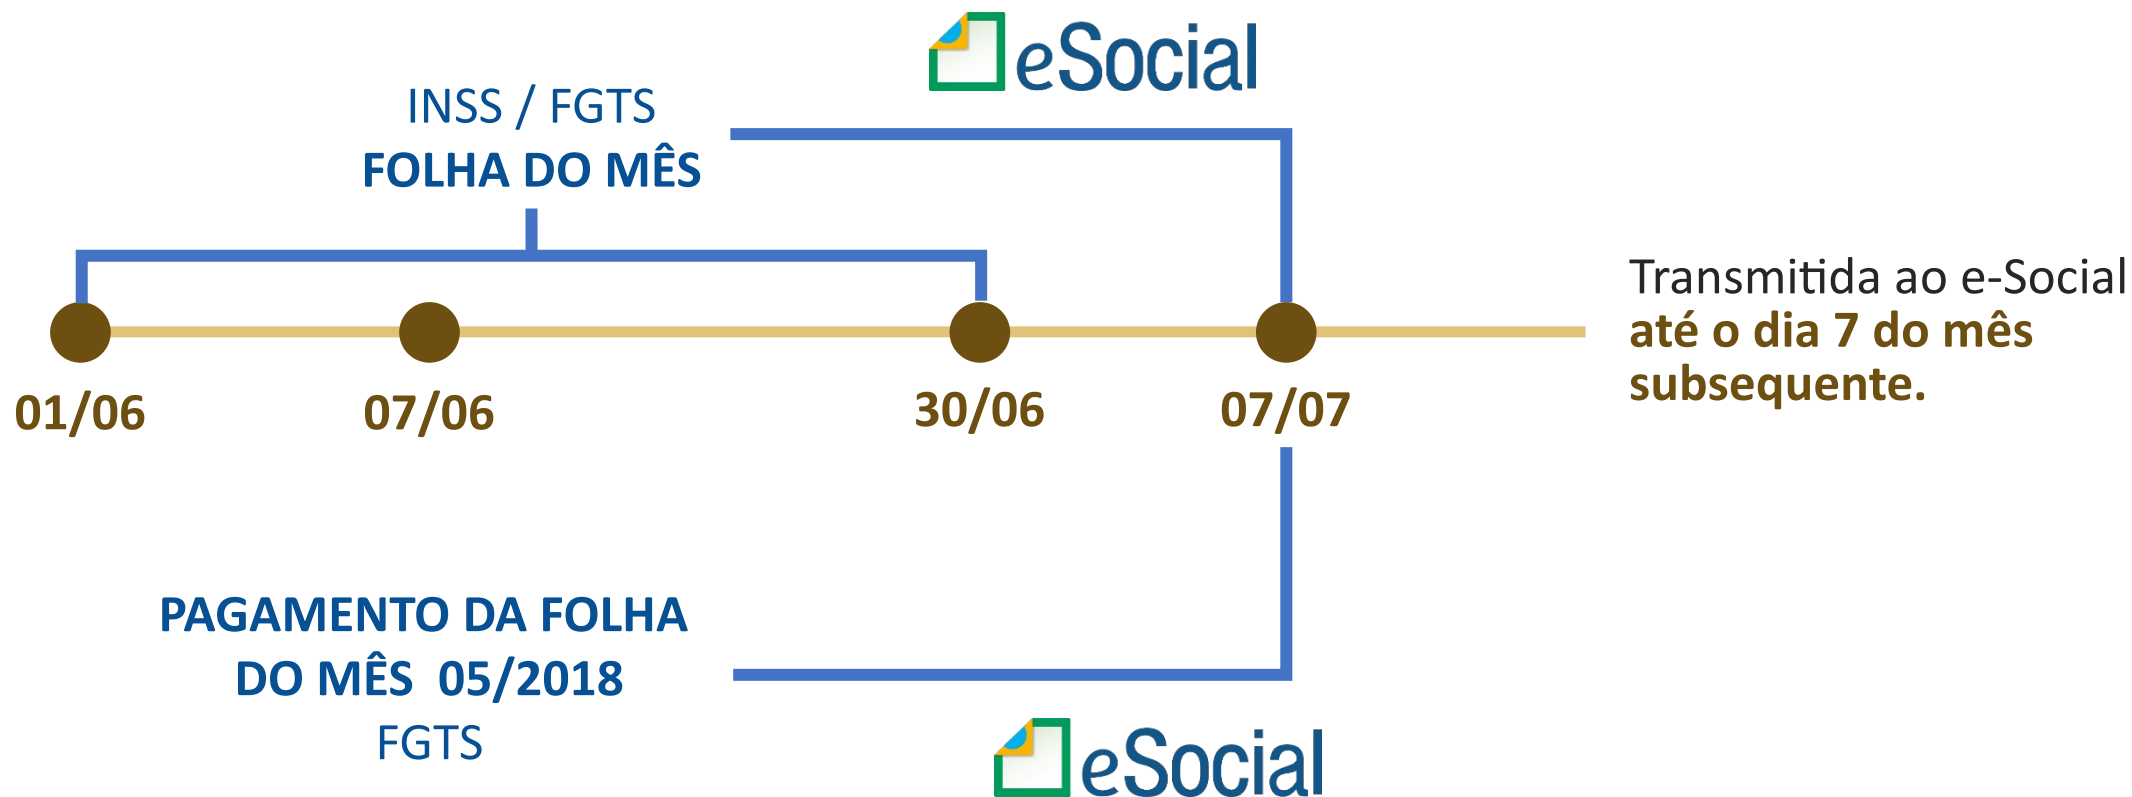 eSocial
INSS / FGTS
FOLHA DO MÊS
Transmitida ao e-Social
até o dia 7 do mês
subsequente.
01/06
07/06
30/06
07/07
PAGAMENTO DA FOLHA
DO MÊS 05/2018
FGTS
eSocial